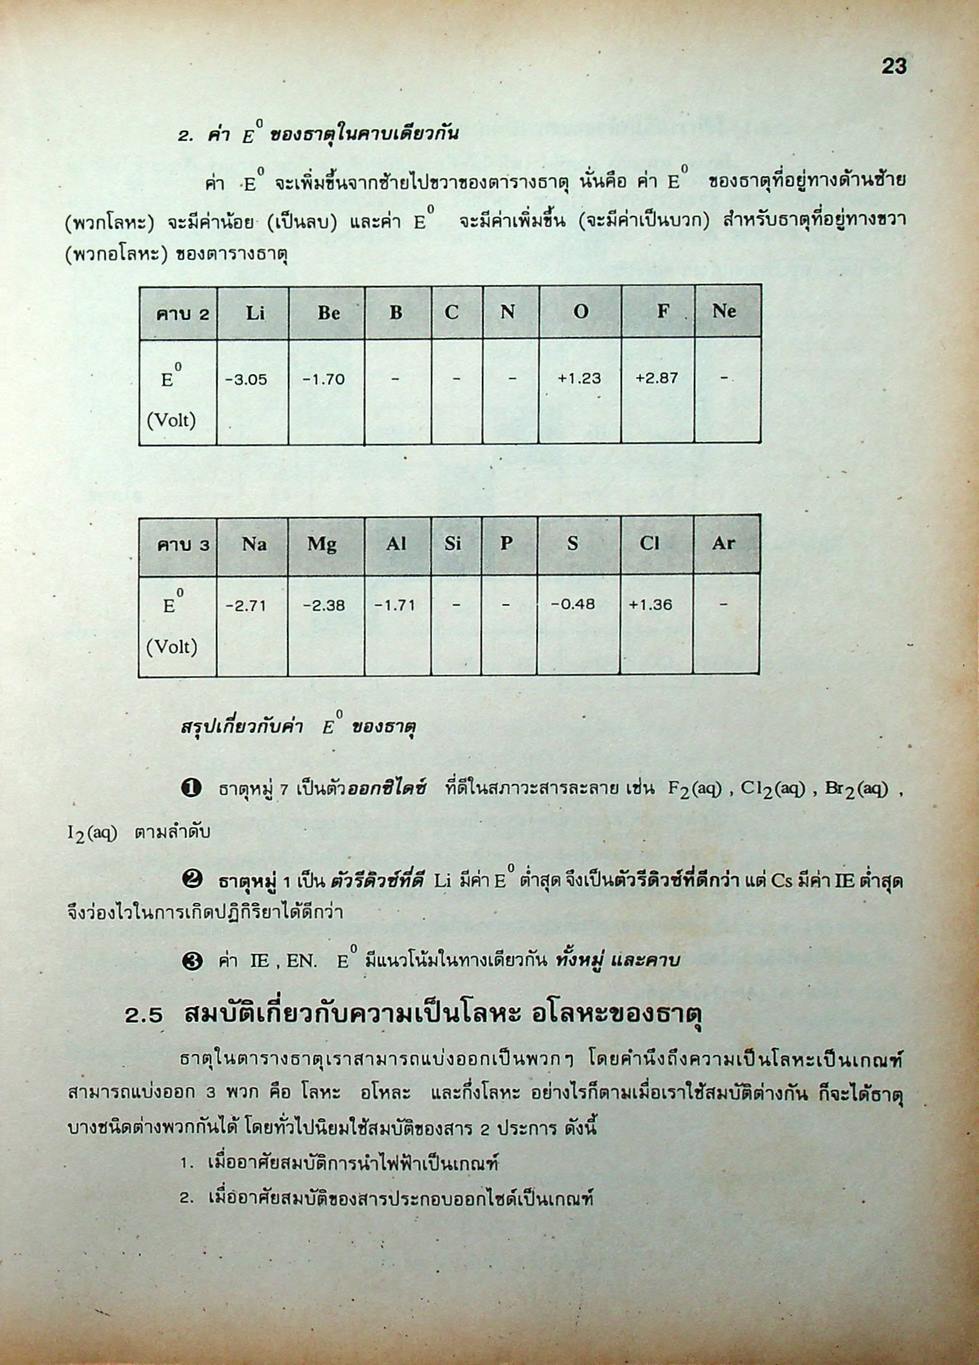 23
2. ค่า E⁰ ของธาตุในคาบเดียวกัน
ค่า E⁰ จะเพิ่มขึ้นจากซ้ายไปขวาของตารางธาตุ นั่นคือ ค่า E⁰ ของธาตุที่อยู่ทางด้านซ้าย
(พวกโลหะ) จะมีค่าน้อย (เป็นลบ) และค่า E⁰ จะมีค่าเพิ่มขึ้น (จะมีค่าเป็นบวก) สำหรับธาตุที่อยู่ทางขวา
(พวกอโลหะ) ของตารางธาตุ
คาบ 2 Li Be B C N O F Ne
E⁰ -3.05 -1.70 - - - +1.23 +2.87 -
(Volt)
คาบ 3 Na Mg Al Si P S Cl Ar
E⁰ -2.71 -2.38 -1.71 - - -0.48 +1.36 -
(Volt)
สรุปเกี่ยวกับค่า E⁰ ของธาตุ
❶ ธาตุหมู่ 7 เป็นตัวออกซิไดซ์ ที่ดีในสภาวะสารละลาย เช่น F₂(aq) , Cl₂(aq) , Br₂(aq) ,
I₂(aq) ตามลำดับ
❷ ธาตุหมู่ 1 เป็น ตัวรีดิวซ์ที่ดี Li มีค่า E⁰ ต่ำสุด จึงเป็นตัวรีดิวซ์ที่ดีกว่า แต่ Cs มีค่า IE ต่ำสุด
จึงว่องไวในการเกิดปฏิกิริยาได้ดีกว่า
❸ ค่า IE , EN. E⁰ มีแนวโน้มในทางเดียวกัน ทั้งหมู่ และคาบ
2.5 สมบัติเกี่ยวกับความเป็นโลหะ อโลหะของธาตุ
ธาตุในตารางธาตุเราสามารถแบ่งออกเป็นพวกๆ โดยคำนึงถึงความเป็นโลหะเป็นเกณฑ์
สามารถแบ่งออก 3 พวก คือ โลหะ อโหละ และกึ่งโลหะ อย่างไรก็ตามเมื่อเราใช้สมบัติต่างกัน ก็จะได้ธาตุ
บางชนิดต่างพวกกันได้ โดยทั่วไปนิยมใช้สมบัติของสาร 2 ประการ ดังนี้
1. เมื่ออาศัยสมบัติการนำไฟฟ้าเป็นเกณฑ์
2. เมื่ออาศัยสมบัติของสารประกอบออกไซด์เป็นเกณฑ์